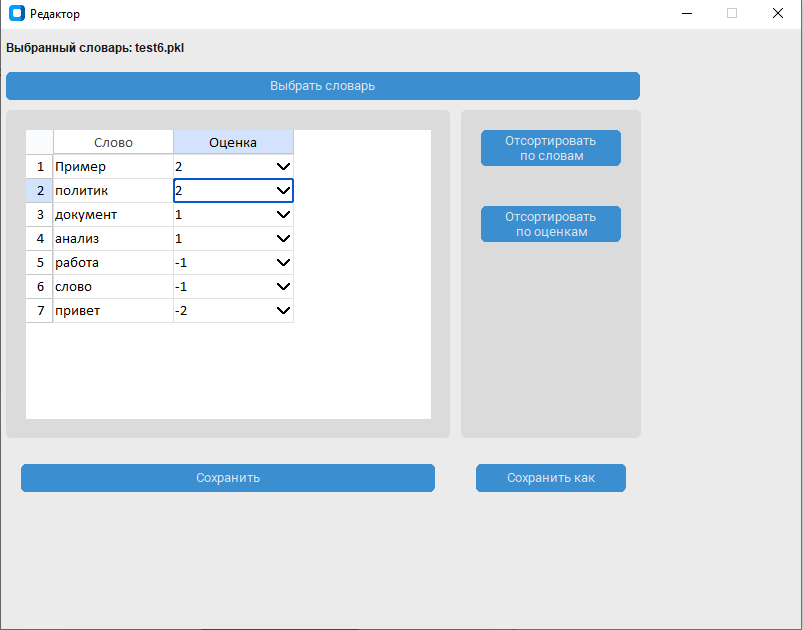 Редактор
Выбранный словарь: test6.pkl
Выбрать словарь
Слово Оценка
1 Пример 2
2 политик 2
3 документ 1
4 анализ 1
5 работа -1
6 слово -1
7 привет -2
Отсортировать
по словам
Отсортировать
по оценкам
Сохранить
Сохранить как